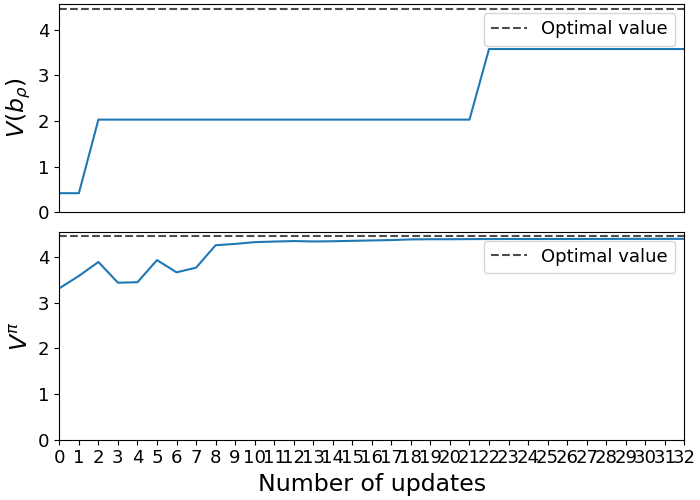 4
3
2
1
0
V(b_ρ)
Optimal value
4
3
2
1
0
V^π
Optimal value
0 1 2 3 4 5 6 7 8 9 10 11 12 13 14 15 16 17 18 19 20 21 22 23 24 25 26 27 28 29 30 31 32
Number of updates